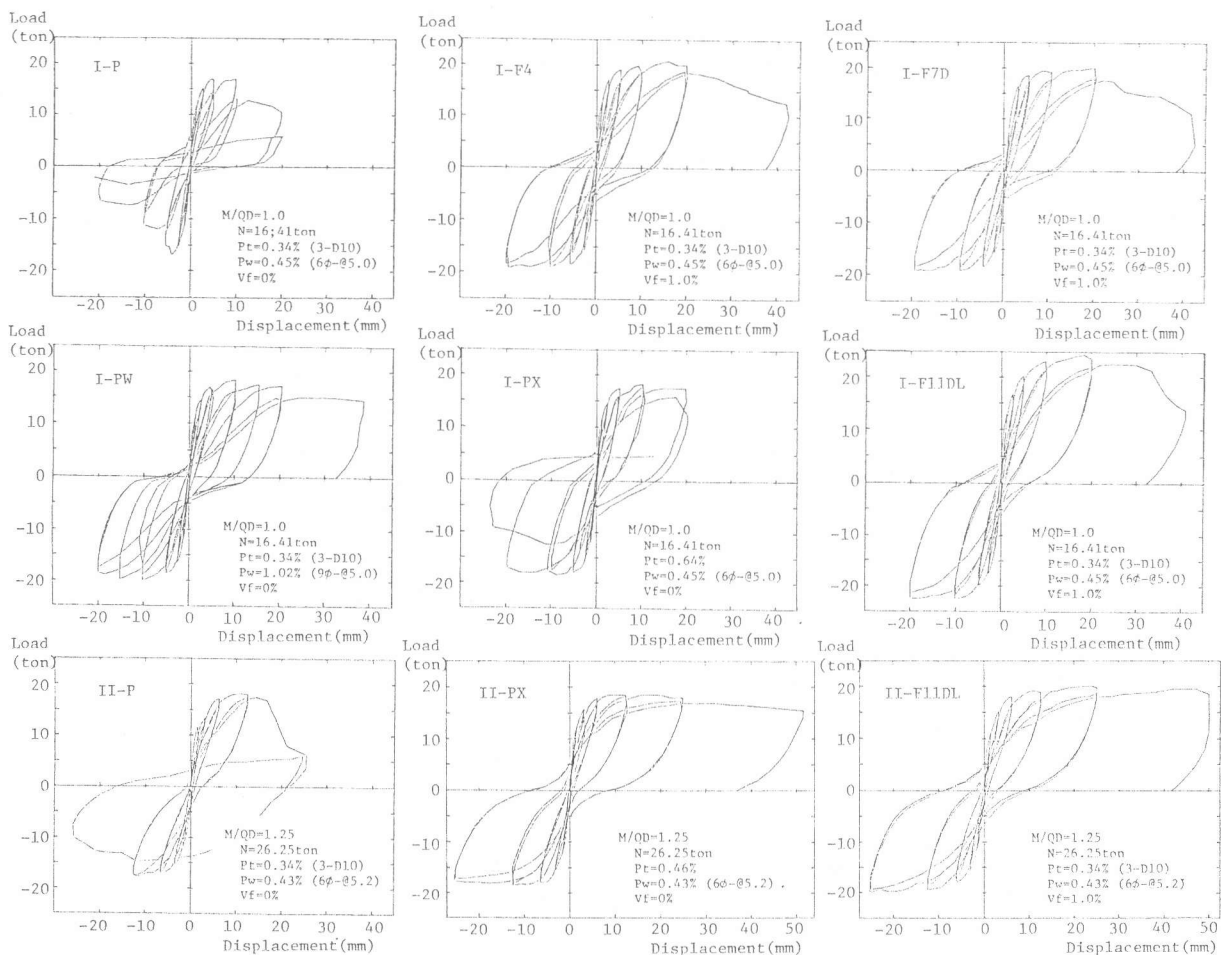 Load
(ton)
I-P
20
10
0
-10
-20
M/QD=1.0
N=16;41ton
Pt=0.34% (3-D10)
Pw=0.45% (6φ-@5.0)
Vf=0%
-20 -10 0 10 20 30 40
Displacement(mm)
Load
(ton)
I-F4
20
10
0
-10
-20
M/QD=1.0
N=16.41ton
Pt=0.34% (3-D10)
Pw=0.45% (6φ-@5.0)
Vf=1.0%
-20 -10 0 10 20 30 40
Displacement(mm)
Load
(ton)
I-F7D
20
10
0
-10
-20
M/QD=1.0
N=16.41ton
Pt=0.34% (3-D10)
Pw=0.45% (6φ-@5.0)
Vf=1.0%
-20 -10 0 10 20 30 40
Displacement(mm)
Load
(ton)
I-PW
20
10
0
-10
-20
M/QD=1.0
N=16.41ton
Pt=0.34% (3-D10)
Pw=1.02% (9φ-@5.0)
Vf=0%
-20 -10 0 10 20 30 40
Displacement(mm)
Load
(ton)
I-PX
20
10
0
-10
-20
M/QD=1.0
N=16.41ton
Pt=0.64%
Pw=0.45% (6φ-@5.0)
Vf=0%
-20 -10 0 10 20 30 40
Displacement(mm)
Load
(ton)
I-F11DL
20
10
0
-10
-20
M/QD=1.0
N=16.41ton
Pt=0.34% (3-D10)
Pw=0.45% (6φ-@5.0)
Vf=1.0%
-20 -10 0 10 20 30 40
Displacement(mm)
Load
(ton)
II-P
20
10
0
-10
-20
M/QD=1.25
N=26.25ton
Pt=0.34% (3-D10)
Pw=0.43% (6φ-@5.2)
Vf=0%
-20 -10 0 10 20 30 40
Displacement(mm)
Load
(ton)
II-PX
20
10
0
-10
-20
M/QD=1.25
N=26.25ton
Pt=0.46%
Pw=0.43% (6φ-@5.2)
Vf=0%
-20 -10 0 10 20 30 40 50
Displacement(mm)
Load
(ton)
II-F11DL
20
10
0
-10
-20
M/QD=1.25
N=26.25ton
Pt=0.34% (3-D10)
Pw=0.43% (6φ-@5.2)
Vf=1.0%
-20 -10 0 10 20 30 40 50
Displacement(mm)